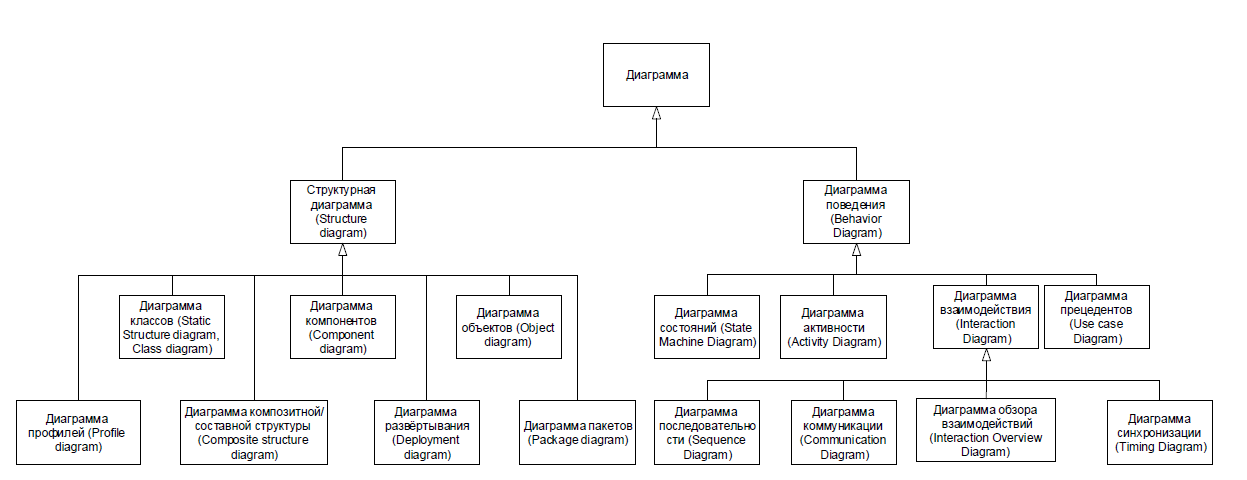 Диаграмма
Структурная
диаграмма
(Structure
diagram)
Диаграмма
поведения
(Behavior
Diagram)
Диаграмма
классов (Static
Structure diagram,
Class diagram)
Диаграмма
компонентов
(Component
diagram)
Диаграмма
объектов (Object
diagram)
Диаграмма
состояний (State
Machine Diagram)
Диаграмма
активности
(Activity Diagram)
Диаграмма
взаимодействия
(Interaction
Diagram)
Диаграмма
прецедентов
(Use case
Diagram)
Диаграмма
профилей (Profile
diagram)
Диаграмма композитной/
составной структуры
(Composite structure
diagram)
Диаграмма
развёртывания
(Deployment
diagram)
Диаграмма пакетов
(Package diagram)
Диаграмма
последовательно
сти (Sequence
Diagram)
Диаграмма
коммуникации
(Communication
Diagram)
Диаграмма обзора
взаимодействий
(Interaction Overview
Diagram)
Диаграмма
синхронизации
(Timing Diagram)